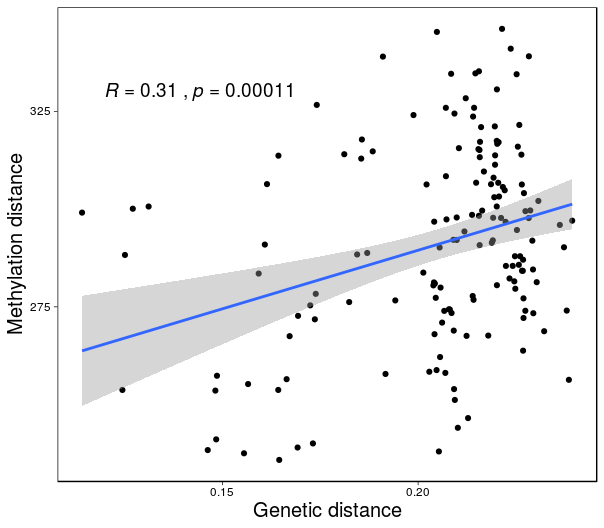 R = 0.31 , p = 0.00011
325
275
Methylation distance
0.15 0.20
Genetic distance